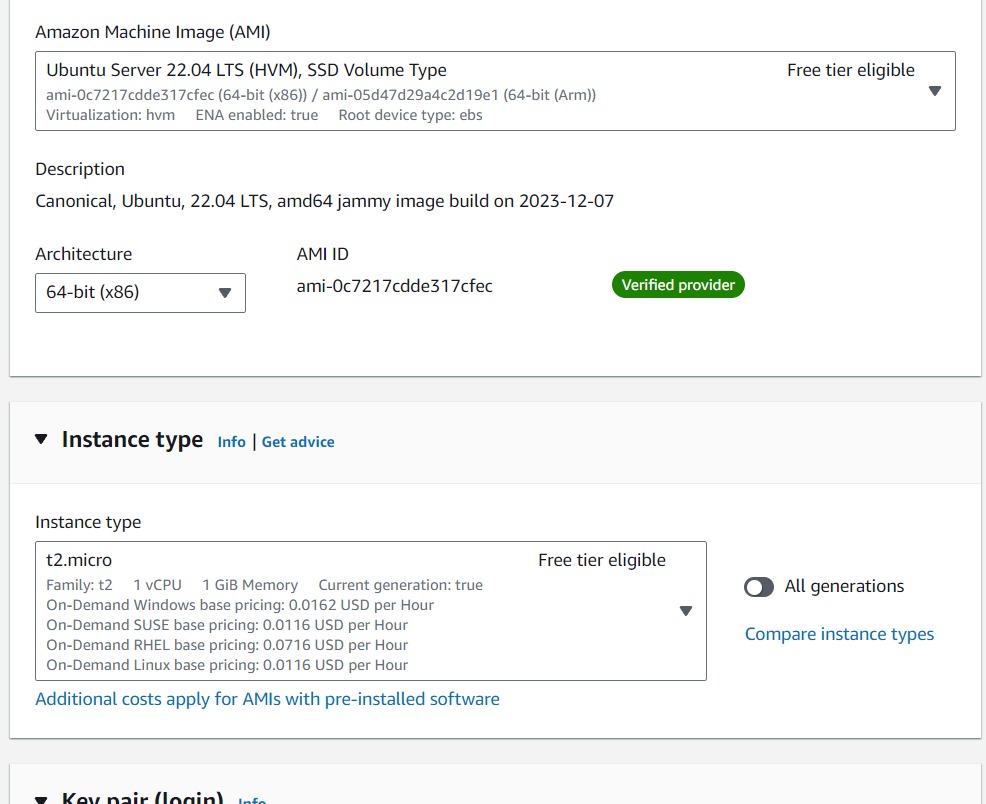 Amazon Machine Image (AMI)
Ubuntu Server 22.04 LTS (HVM), SSD Volume Type Free tier eligible
ami-0c7217cdde317cfec (64-bit (x86)) / ami-05d47d29a4c2d19e1 (64-bit (Arm))
Virtualization: hvm ENA enabled: true Root device type: ebs
Description
Canonical, Ubuntu, 22.04 LTS, amd64 jammy image build on 2023-12-07
Architecture AMI ID
64-bit (x86) ami-0c7217cdde317cfec Verified provider
Instance type Info | Get advice
Instance type
t2.micro Free tier eligible
Family: t2 1 vCPU 1 GiB Memory Current generation: true
On-Demand Windows base pricing: 0.0162 USD per Hour
On-Demand SUSE base pricing: 0.0116 USD per Hour
On-Demand RHEL base pricing: 0.0716 USD per Hour
On-Demand Linux base pricing: 0.0116 USD per Hour
All generations
Compare instance types
Additional costs apply for AMIs with pre-installed software
Key pair (login) Info